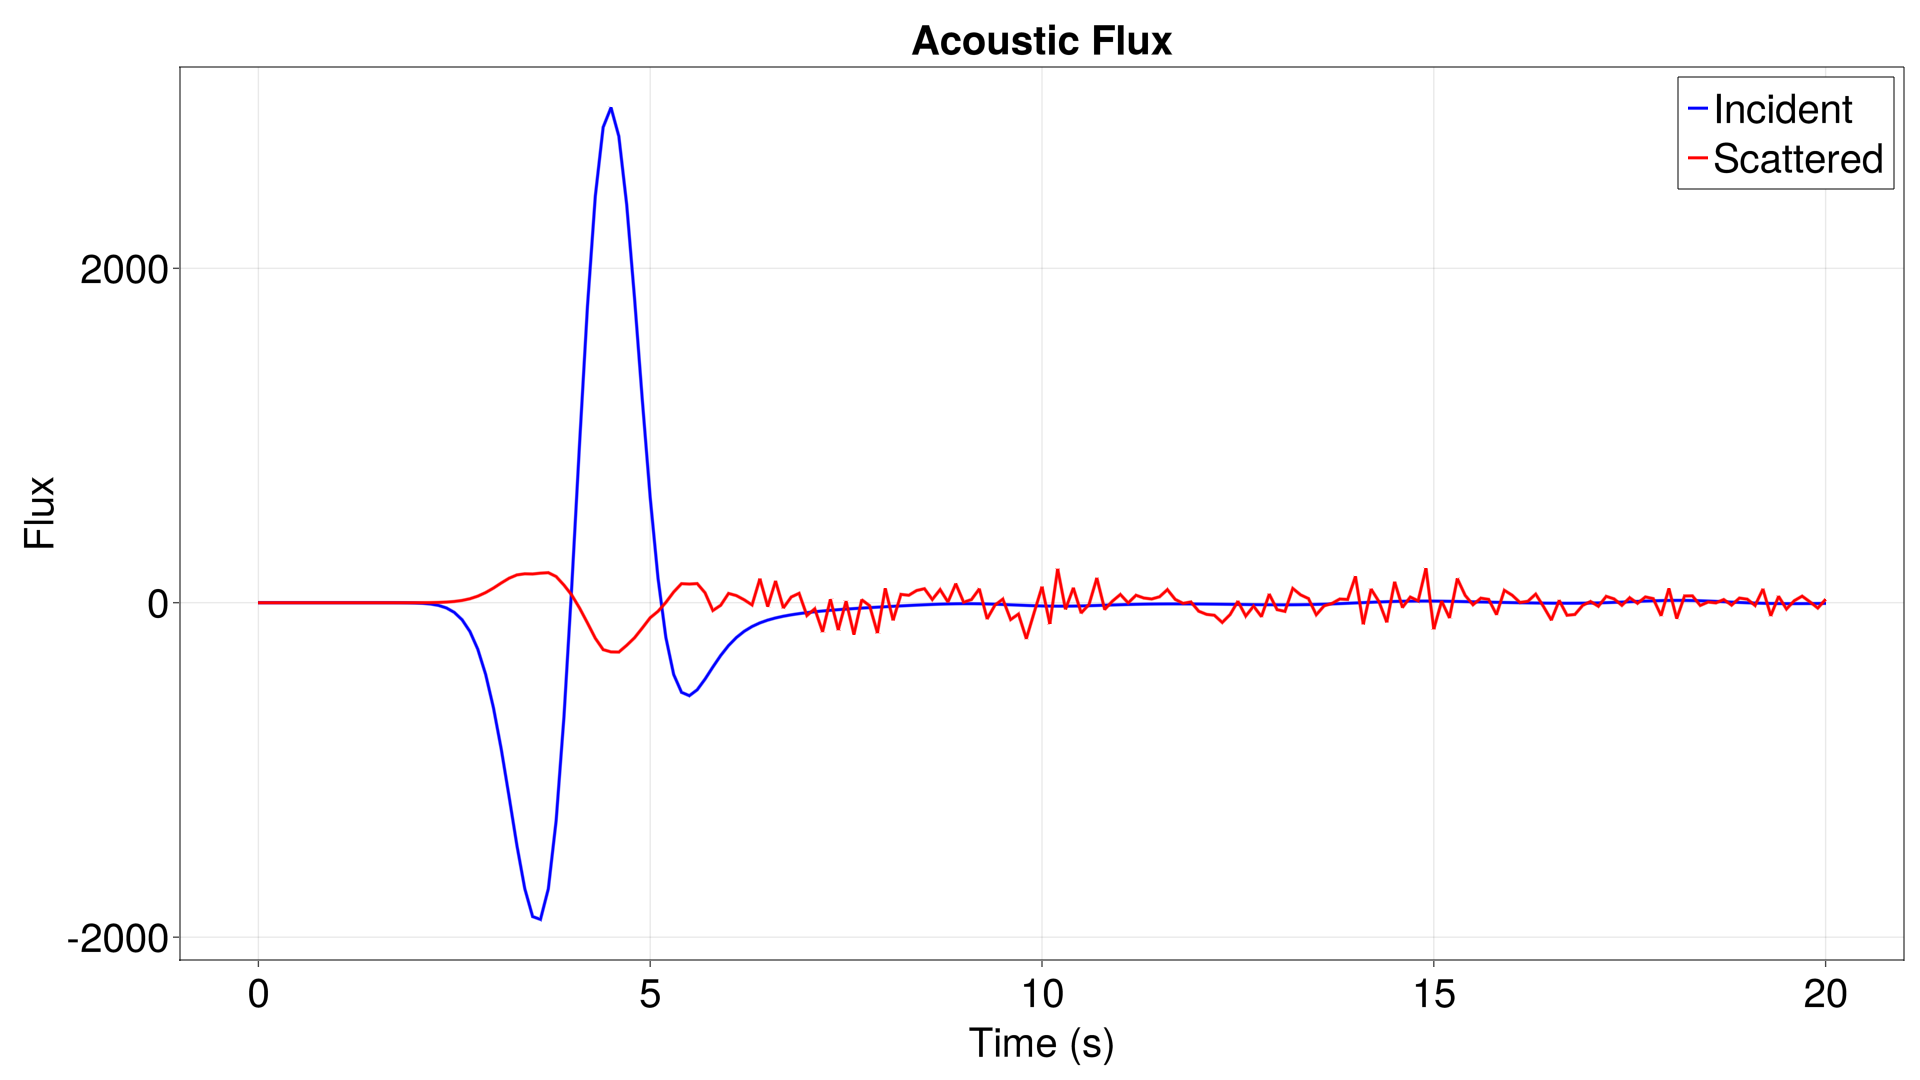 Acoustic Flux
Incident
Scattered
2000
0
-2000
Flux
0 5 10 15 20
Time (s)